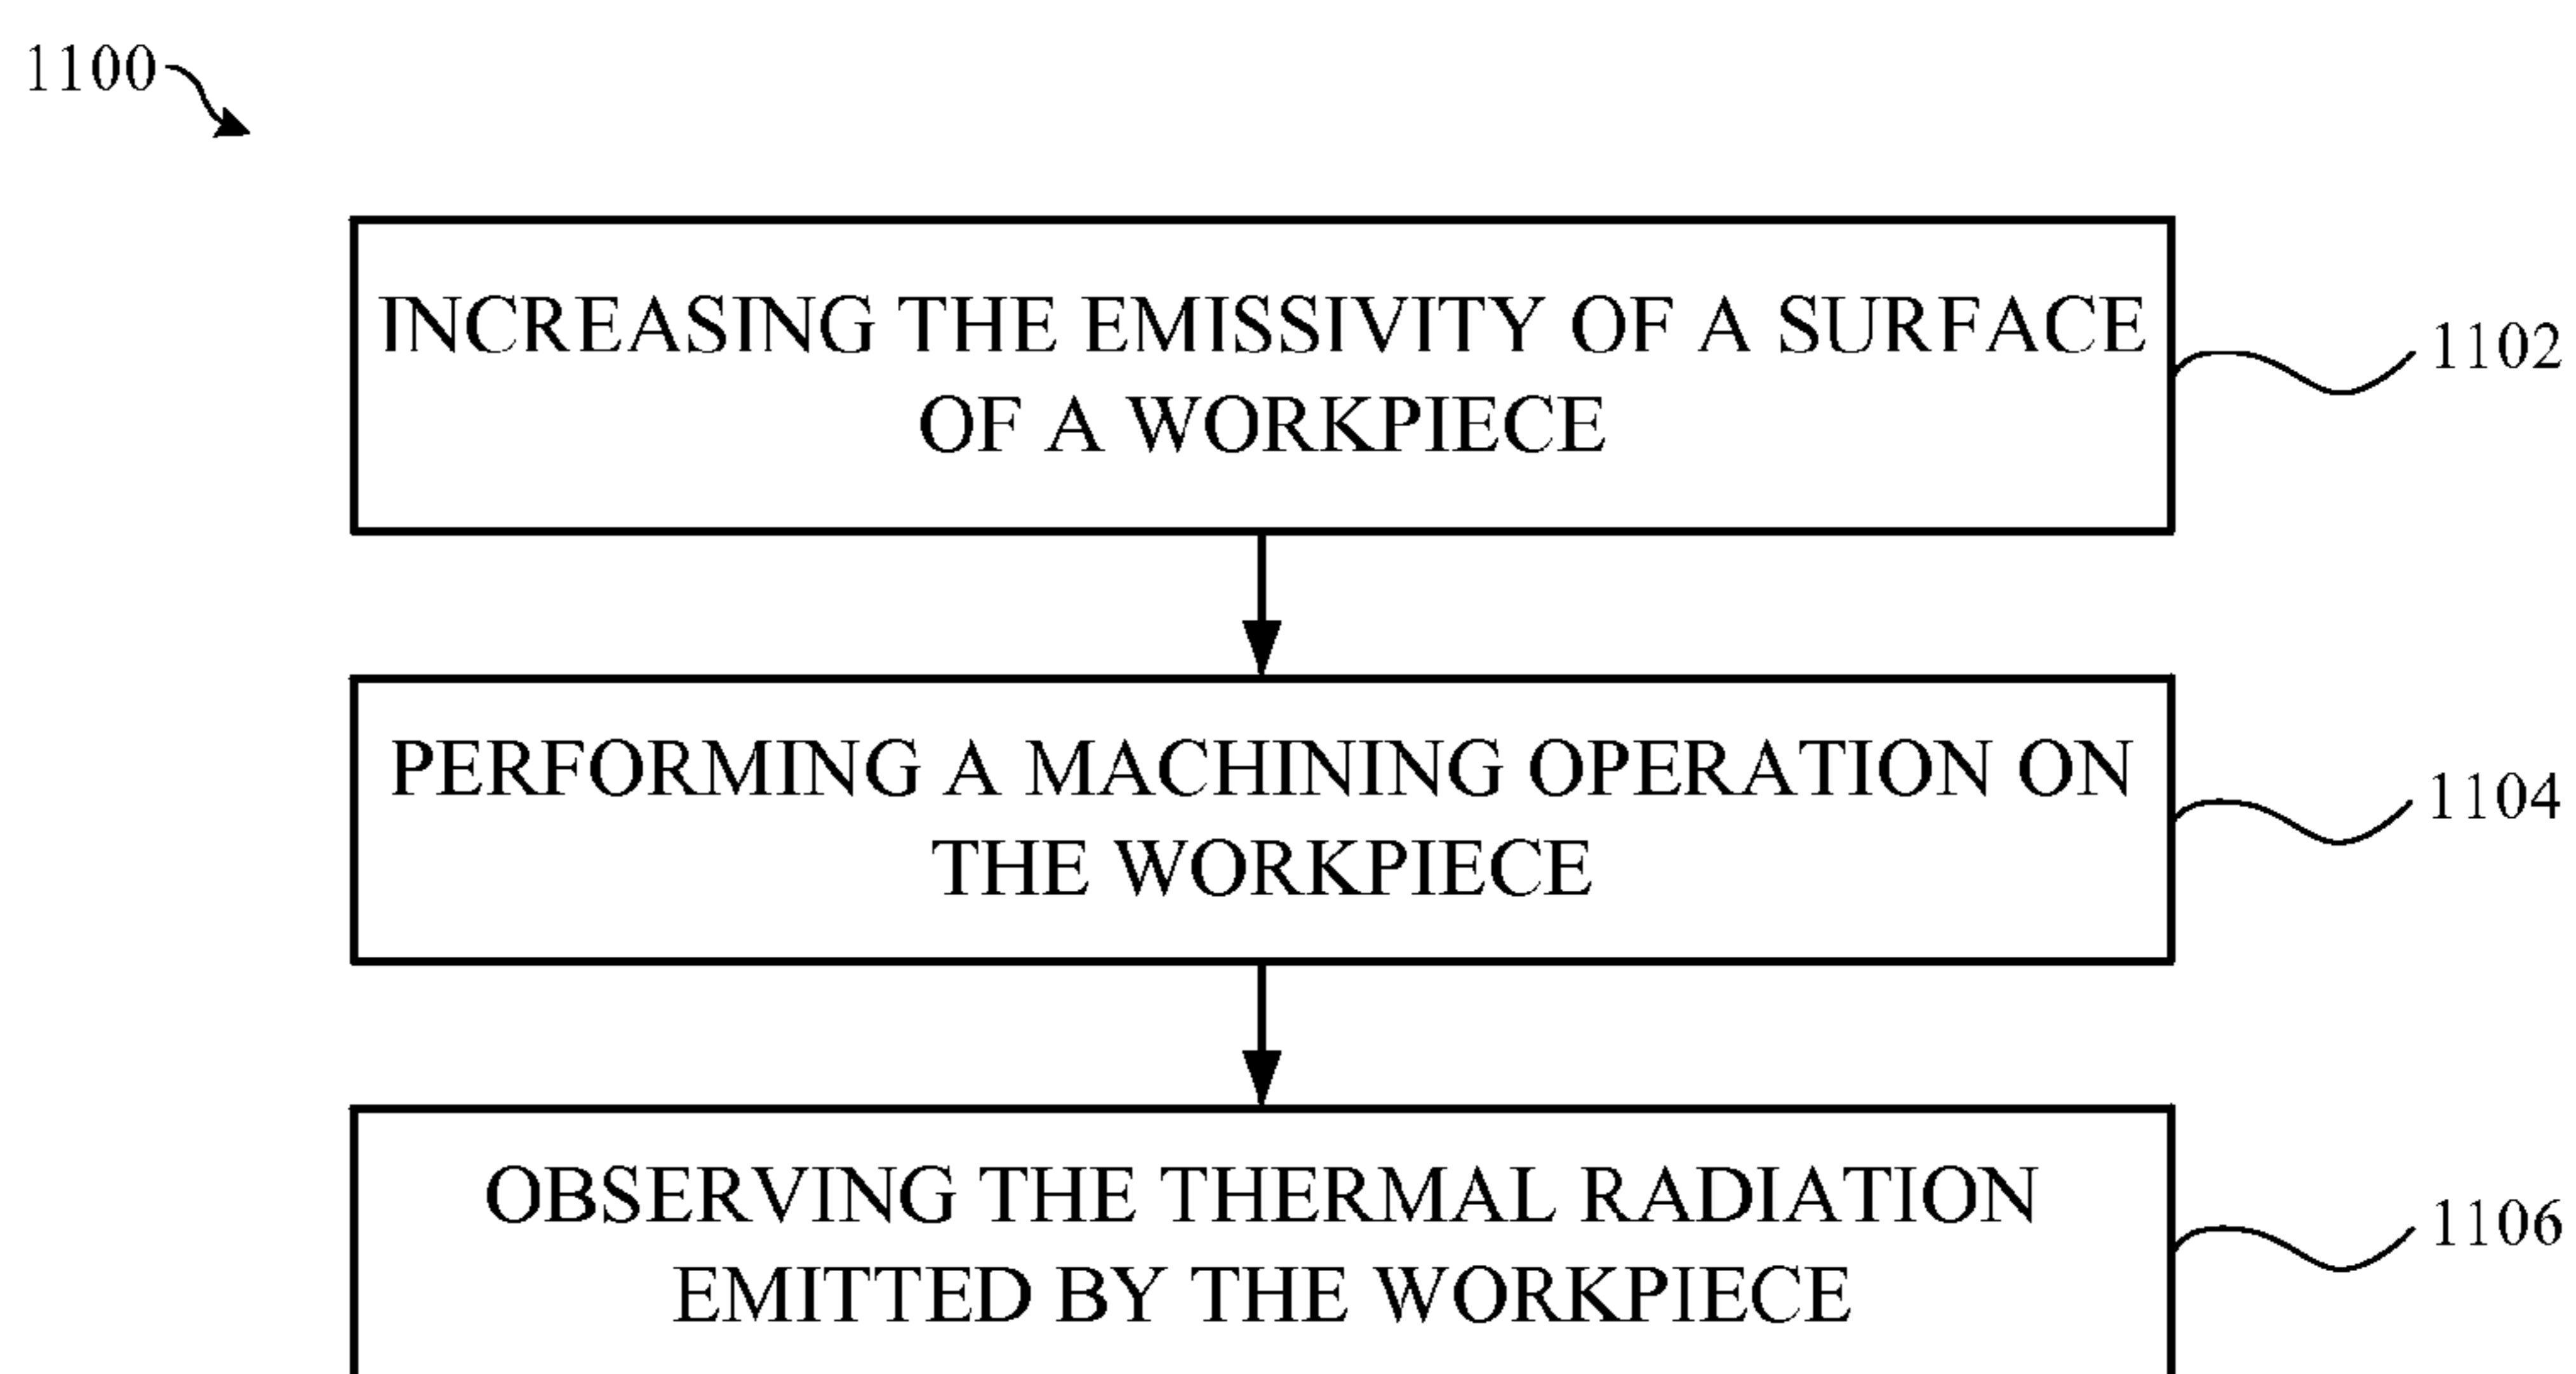 1100
INCREASING THE EMISSIVITY OF A SURFACE
OF A WORKPIECE
1102
PERFORMING A MACHINING OPERATION ON
THE WORKPIECE
1104
OBSERVING THE THERMAL RADIATION
EMITTED BY THE WORKPIECE
1106